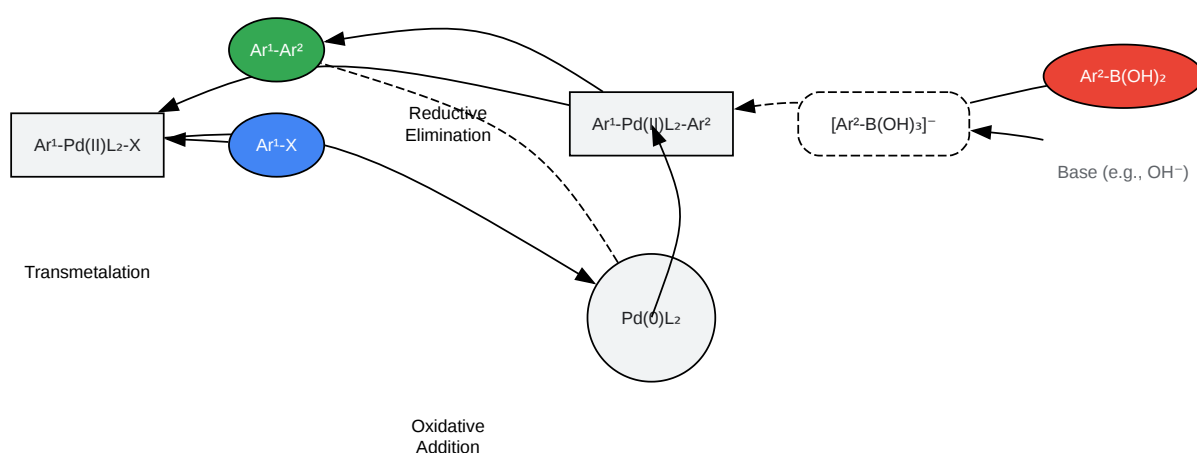 Ar¹-Ar²
Ar²-B(OH)₂
Reductive
Elimination
Ar¹-Pd(II)L₂-Ar²
[Ar²-B(OH)₃]⁻
Ar¹-Pd(II)L₂-X
Ar¹-X
Base (e.g., OH⁻)
Transmetalation
Pd(0)L₂
Oxidative
Addition